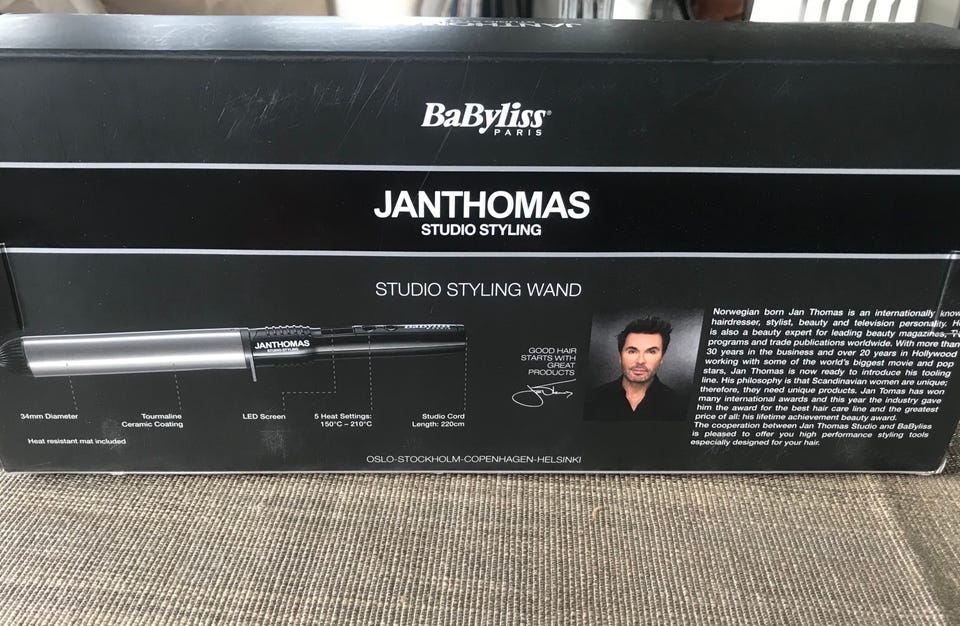 BaByliss®
PARIS
JANTHOMAS
STUDIO STYLING
STUDIO STYLING WAND
BaByliss
JANTHOMAS
STUDIO STYLING
34mm Diameter
Tourmaline
Ceramic Coating
LED Screen
5 Heat Settings:
150°C – 210°C
Studio Cord
Length: 220cm
Heat resistant mat included
GOOD HAIR
STARTS WITH
GREAT
PRODUCTS
Norwegian born Jan Thomas is an internationally know
hairdresser, stylist, beauty and television personality. H
is also a beauty expert for leading beauty magazines, TV
programs and trade publications worldwide. With more than
30 years in the business and over 20 years in Hollywood
working with some of the world's biggest movie and pop
stars, Jan Thomas is now ready to introduce his tooling
line. His philosophy is that Scandinavian women are unique;
therefore, they need unique products. Jan Tomas has won
many international awards and this year the industry gave
him the award for the best hair care line and the greatest
price of all: his lifetime achievement beauty award.
The cooperation between Jan Thomas Studio and BaByliss
is pleased to offer you high performance styling tools
especially designed for your hair.
OSLO-STOCKHOLM-COPENHAGEN-HELSINKI